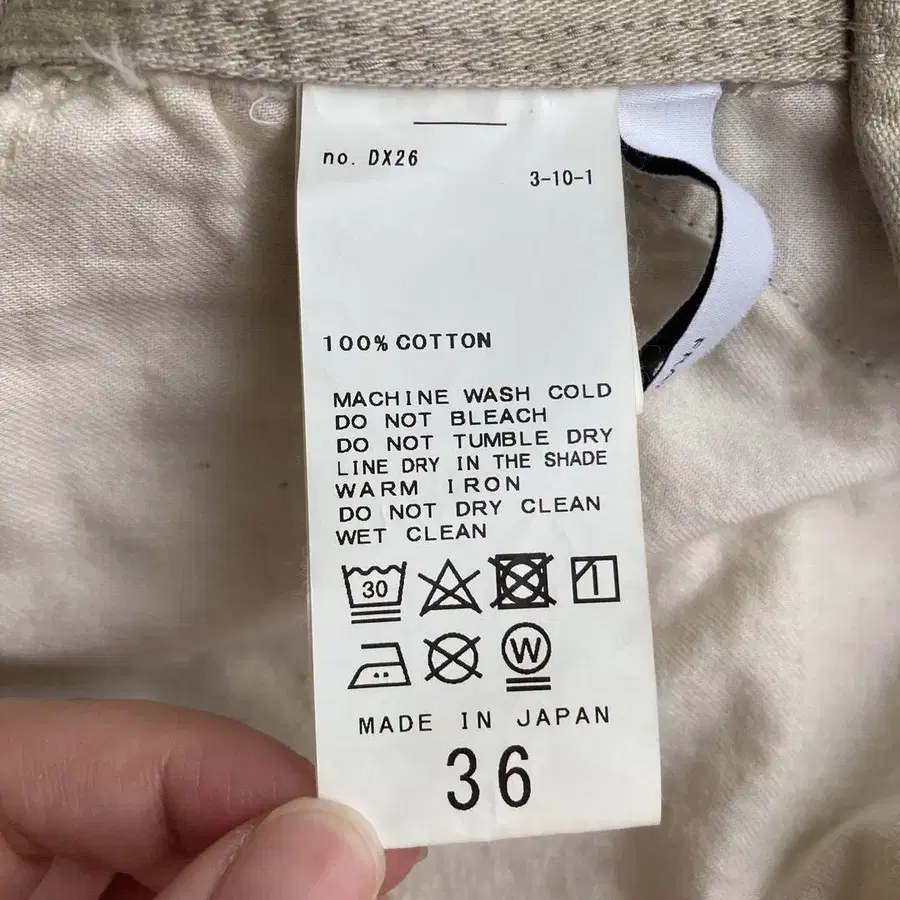 no. DX26
3-10-1
100% COTTON
MACHINE WASH COLD
DO NOT BLEACH
DO NOT TUMBLE DRY
LINE DRY IN THE SHADE
WARM IRON
DO NOT DRY CLEAN
WET CLEAN
30
W
MADE IN JAPAN
36